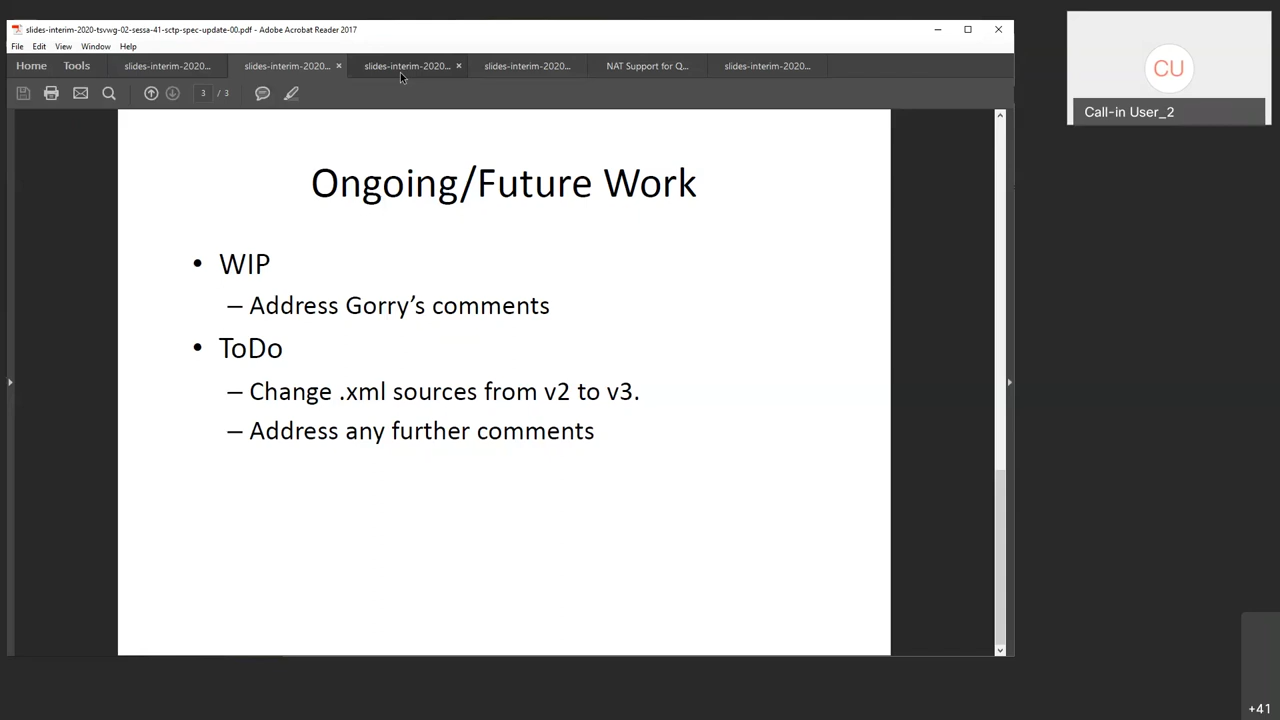 slides-interim-2020-tsvwg-02-sessa-41-sctp-spec-update-00.pdf - Adobe Acrobat Reader 2017
File Edit View Window Help
Home Tools slides-interim-2020... slides-interim-2020... × slides-interim-2020... × slides-interim-2020... NAT Support for Q... slides-interim-2020...
3 / 3
CU
Call-in User_2
Ongoing/Future Work
• WIP
– Address Gorry’s comments
• ToDo
– Change .xml sources from v2 to v3.
– Address any further comments
+41